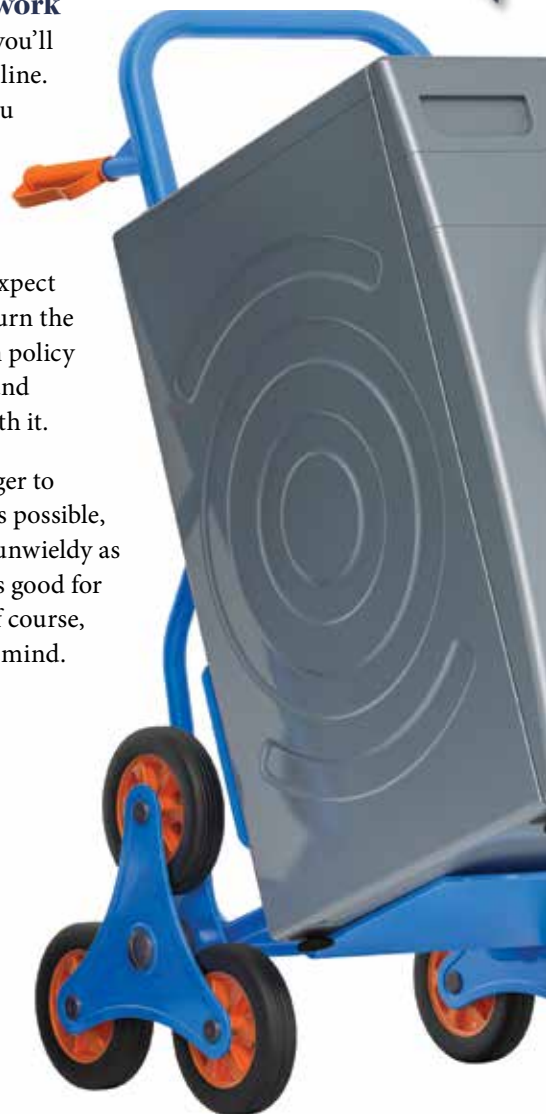 work
you’ll
line.
u
xpect
urn the
policy
nd
th it.
ger to
s possible,
unwieldy as
s good for
f course,
mind.